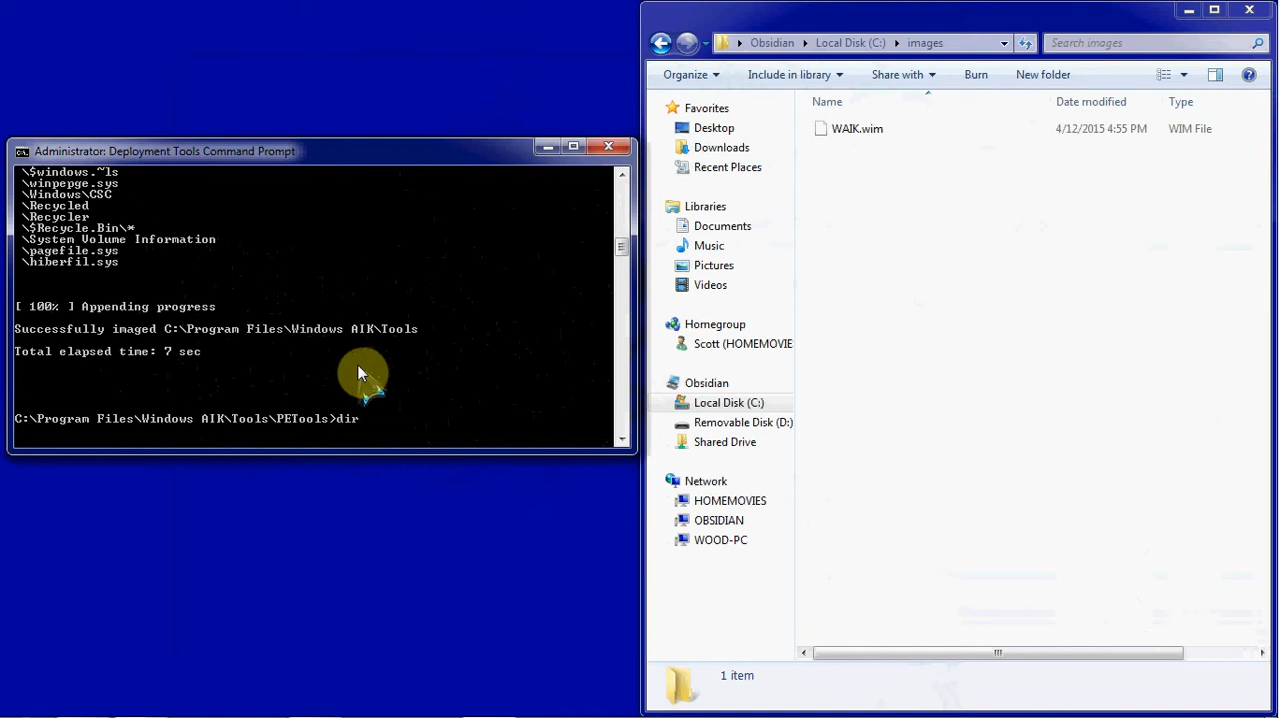 Administrator: Deployment Tools Command Prompt
\$windows.~ls
\winpepge.sys
\Windows\CSC
\Recycled
\Recycler
\$Recycle.Bin\*
\System Volume Information
\pagefile.sys
\hiberfil.sys
[ 100% ] Appending progress
Successfully imaged C:\Program Files\Windows AIK\Tools
Total elapsed time: 7 sec
C:\Program Files\Windows AIK\Tools\PETools>dir
Obsidian Local Disk (C:) images
Search images
Organize Include in library Share with Burn New folder
Name Date modified Type
WAIK.wim 4/12/2015 4:55 PM WIM File
Favorites
Desktop
Downloads
Recent Places
Libraries
Documents
Music
Pictures
Videos
Homegroup
Scott (HOMEMOVIE
Obsidian
Local Disk (C:)
Removable Disk (D:)
Shared Drive
Network
HOMEMOVIES
OBSIDIAN
WOOD-PC
1 item